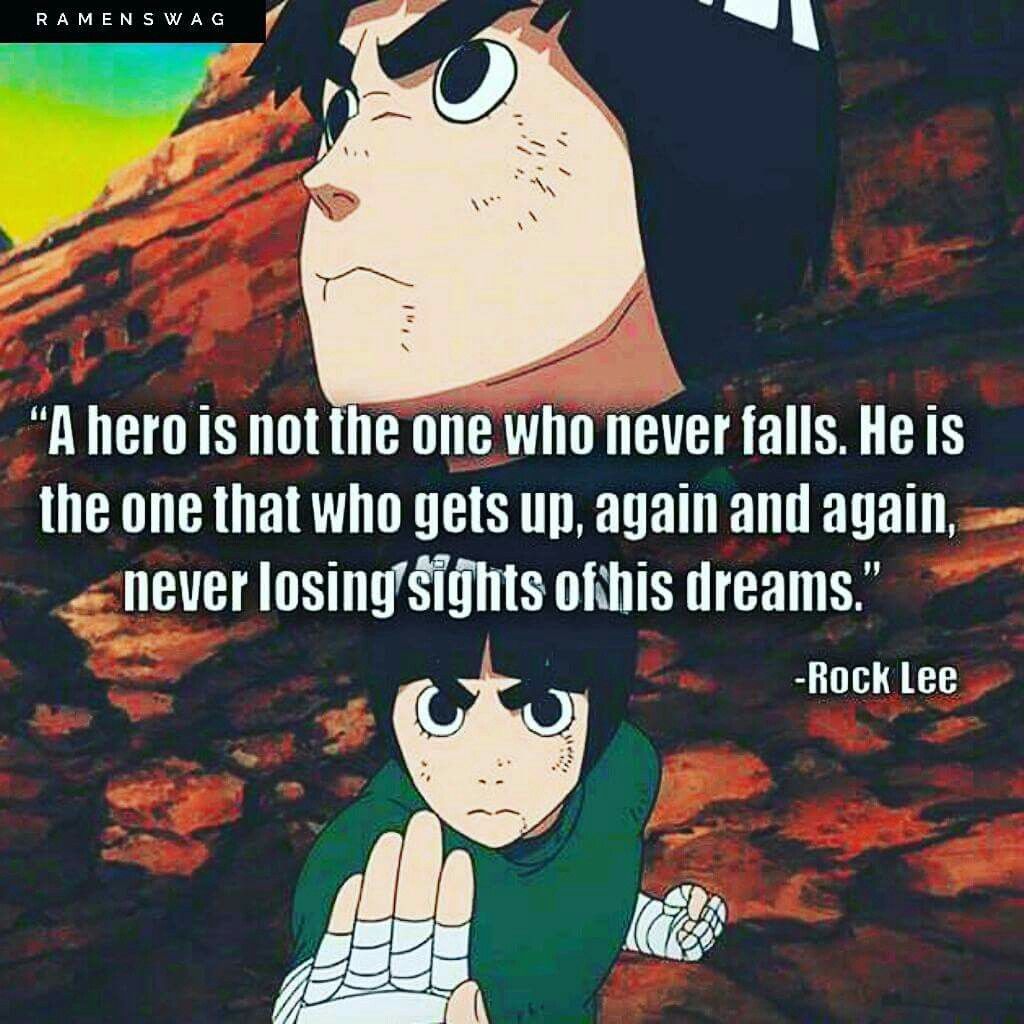 RAMENSWAG
“A hero is not the one who never falls. He is
the one that who gets up, again and again,
never losing sights of his dreams.”
-Rock Lee